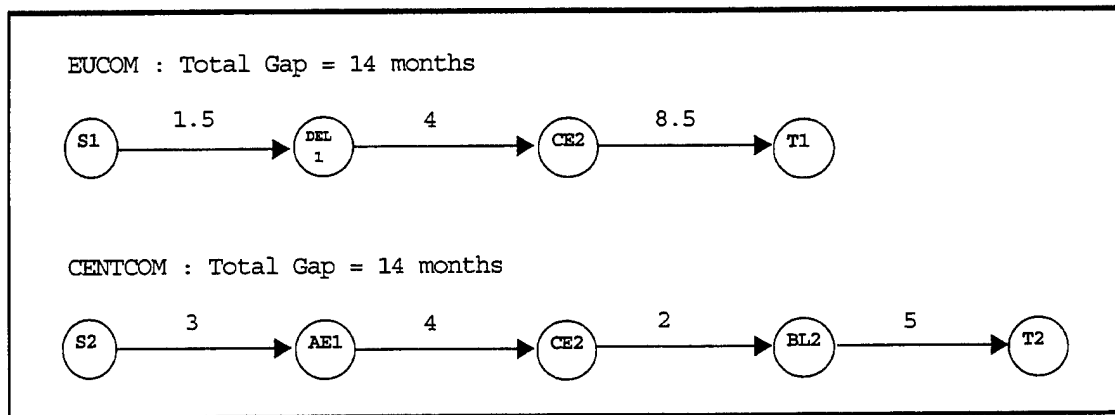 EUCOM : Total Gap = 14 months
1.5 4 8.5
S1 DEL 1 CE2 T1
CENTCOM : Total Gap = 14 months
3 4 2 5
S2 AE1 CE2 BL2 T2